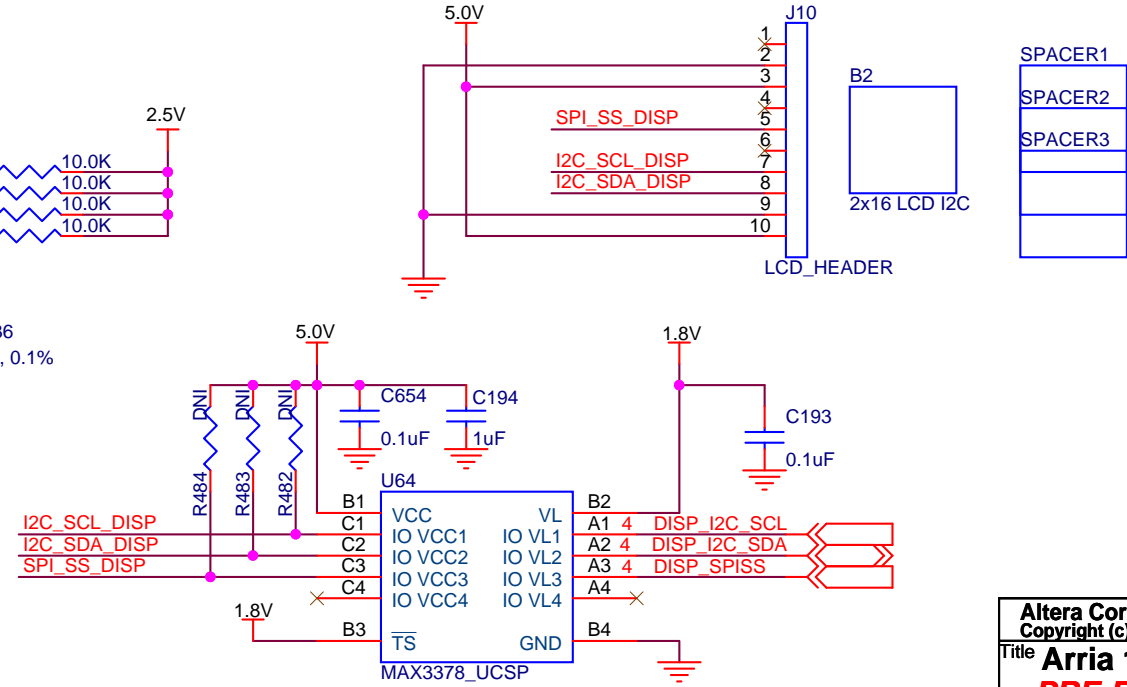 5.0V
J10
1
2
3
4
5
6
7
8
9
10
SPI_SS_DISP
I2C_SCL_DISP
I2C_SDA_DISP
LCD_HEADER
B2
2x16 LCD I2C
SPACER1
SPACER2
SPACER3
2.5V
10.0K
10.0K
10.0K
10.0K
, 0.1%
5.0V
1.8V
DNI
DNI
DNI
R484
R483
R482
C654
0.1uF
C194
1uF
C193
0.1uF
U64
I2C_SCL_DISP
I2C_SDA_DISP
SPI_SS_DISP
1.8V
B1
C1
C2
C3
C4
B3
VCC
IO VCC1
IO VCC2
IO VCC3
IO VCC4
TS
VL
IO VL1
IO VL2
IO VL3
IO VL4
GND
B2
A1 4 DISP_I2C_SCL
A2 4 DISP_I2C_SDA
A3 4 DISP_SPISS
A4
B4
MAX3378_UCSP
Altera Cor
Copyright (c)
Title Arria